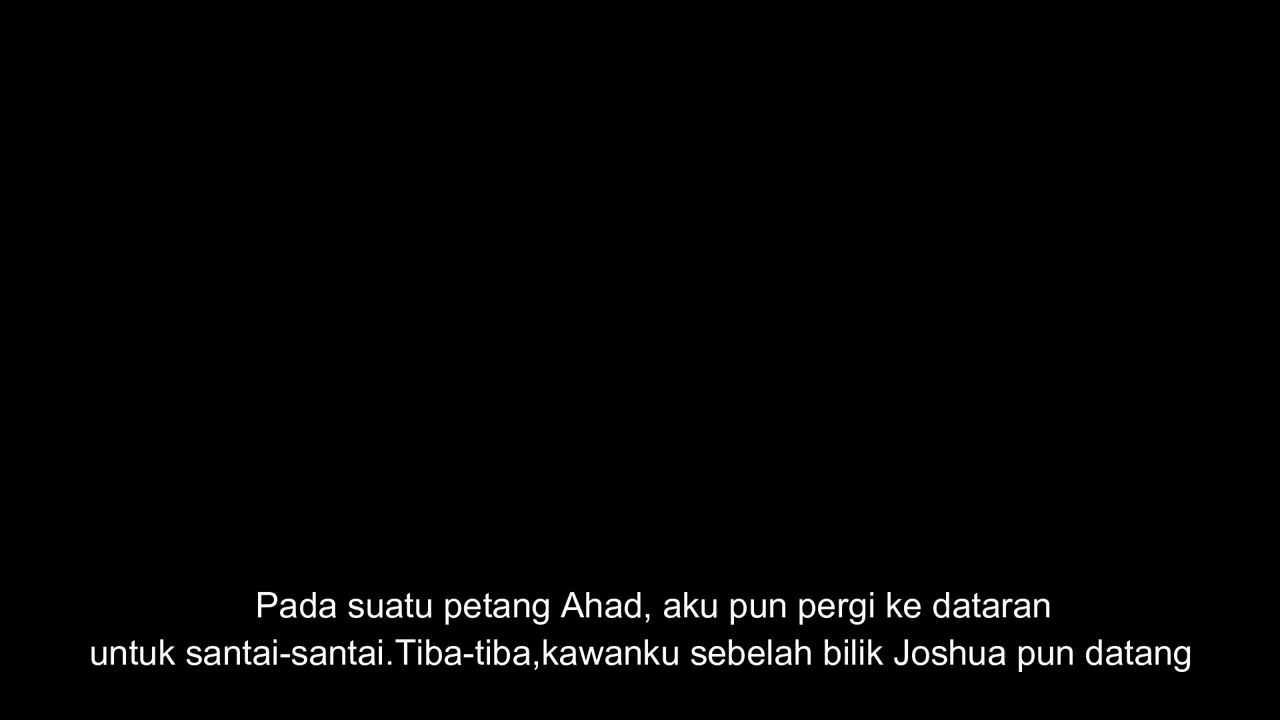 Pada suatu petang Ahad, aku pun pergi ke dataran
untuk santai-santai.Tiba-tiba,kawanku sebelah bilik Joshua pun datang